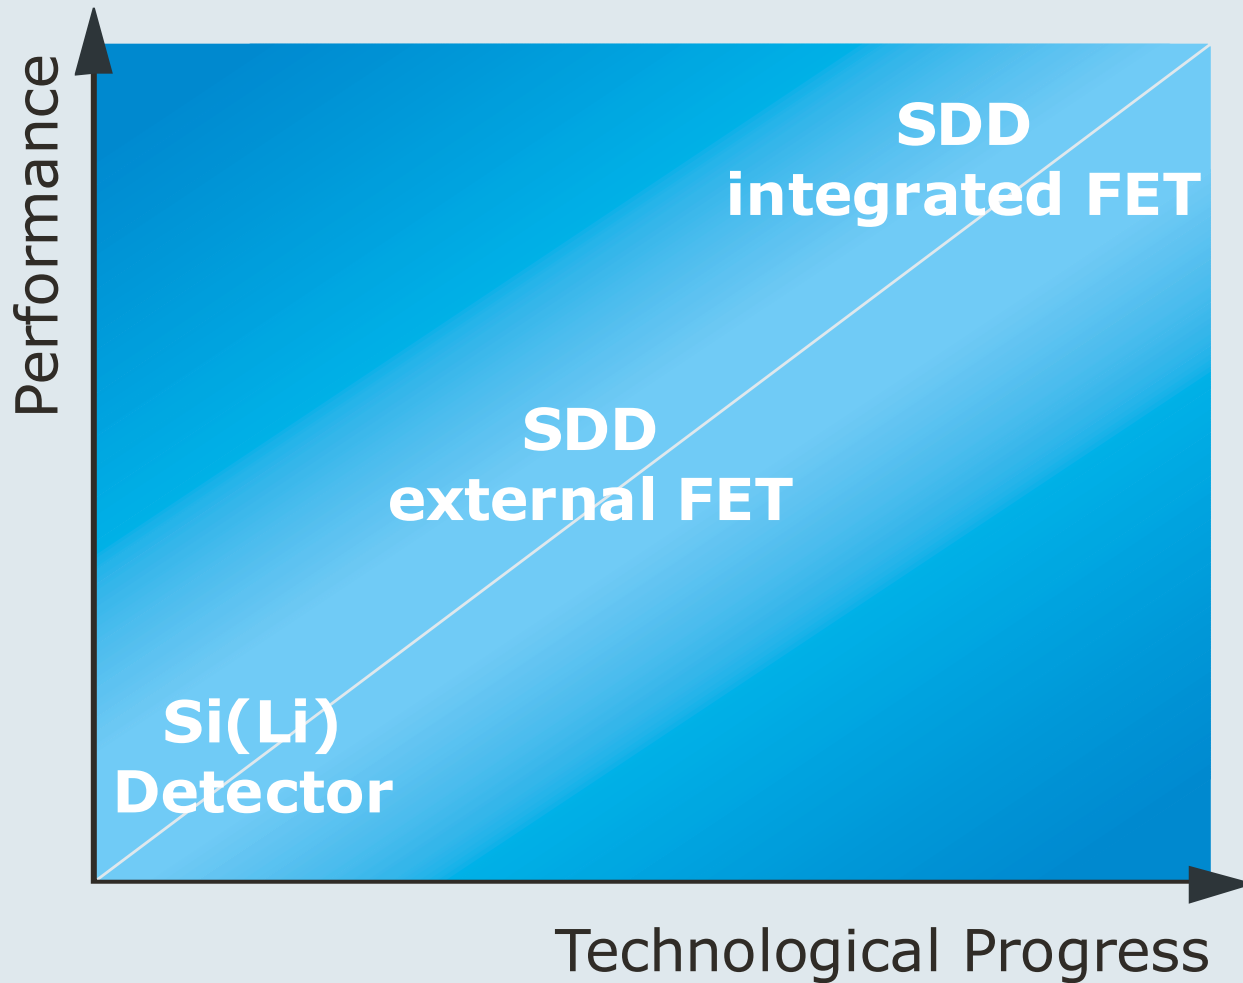 Performance
SDD
integrated FET
SDD
external FET
Si(Li)
Detector
Technological Progress